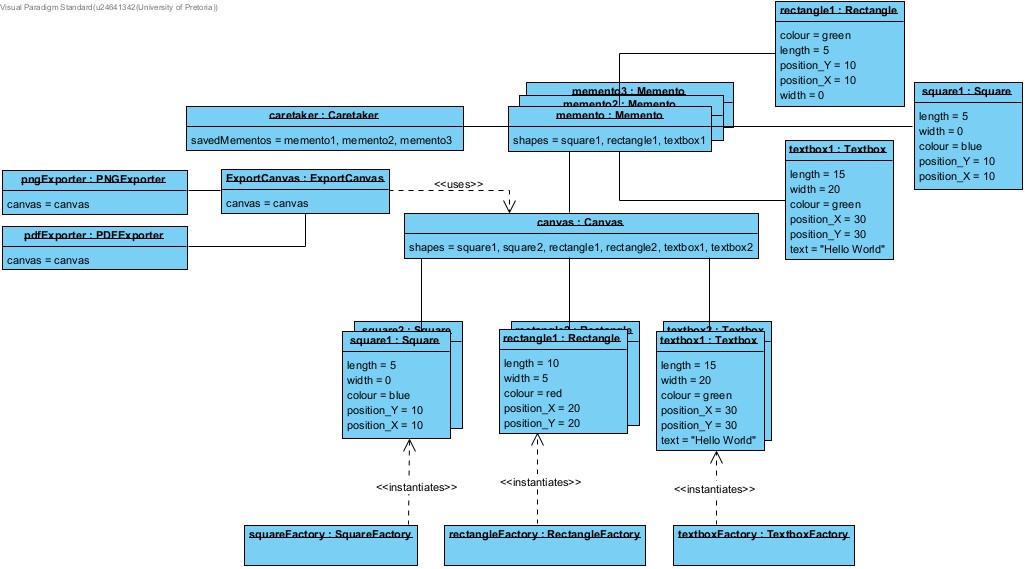 Visual Paradigm Standard(u24641342(University of Pretoria))
rectangle1 : Rectangle
colour = green
length = 5
position_Y = 10
position_X = 10
width = 0
memento3 : Memento
memento2 : Memento
memento : Memento
shapes = square1, rectangle1, textbox1
caretaker : Caretaker
savedMementos = memento1, memento2, memento3
square1 : Square
length = 5
width = 0
colour = blue
position_Y = 10
position_X = 10
textbox1 : Textbox
length = 15
width = 20
colour = green
position_X = 30
position_Y = 30
text = "Hello World"
pngExporter : PNGExporter
canvas = canvas
ExportCanvas : ExportCanvas
canvas = canvas
<<uses>>
pdfExporter : PDFExporter
canvas = canvas
canvas : Canvas
shapes = square1, square2, rectangle1, rectangle2, textbox1, textbox2
square2 : Square
square1 : Square
length = 5
width = 0
colour = blue
position_Y = 10
position_X = 10
rectangle2 : Rectangle
rectangle1 : Rectangle
length = 10
width = 5
colour = red
position_X = 20
position_Y = 20
textbox2 : Textbox
textbox1 : Textbox
length = 15
width = 20
colour = green
position_X = 30
position_Y = 30
text = "Hello World"
<<instantiates>>
<<instantiates>>
<<instantiates>>
squareFactory : SquareFactory
rectangleFactory : RectangleFactory
textboxFactory : TextboxFactory